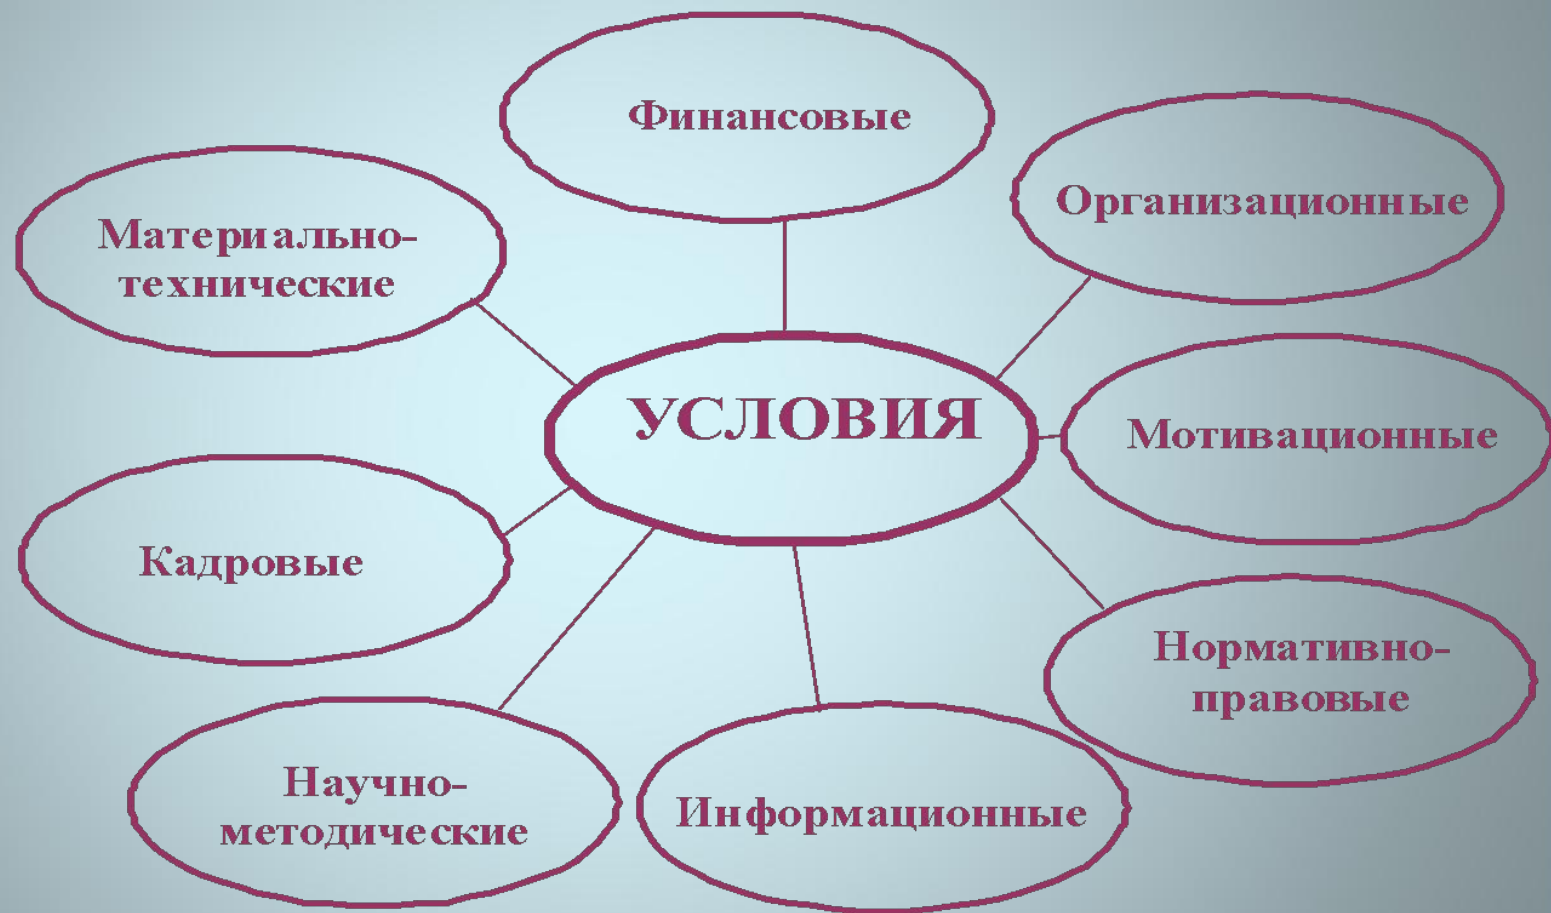 Финансовые
Организационные
Материально-
технические
УСЛОВИЯ
Мотивационные
Кадровые
Нормативно-
правовые
Научно-
методические
Информационные